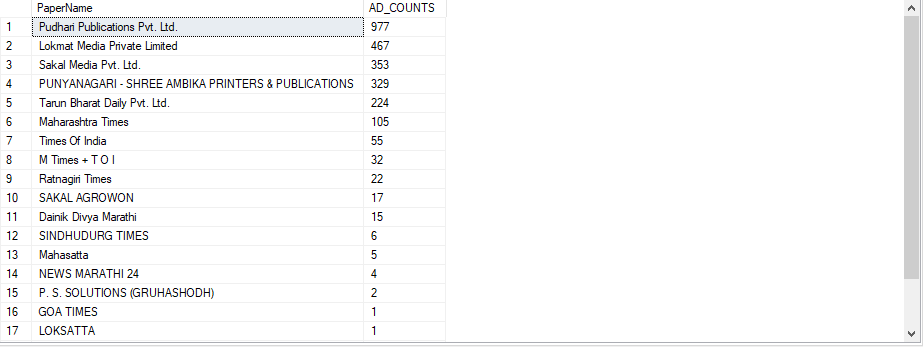 PaperName AD_COUNTS
1 Pudhari Publications Pvt. Ltd. 977
2 Lokmat Media Private Limited 467
3 Sakal Media Pvt. Ltd. 353
4 PUNYANAGARI - SHREE AMBIKA PRINTERS & PUBLICATIONS 329
5 Tarun Bharat Daily Pvt. Ltd. 224
6 Maharashtra Times 105
7 Times Of India 55
8 M Times + T O I 32
9 Ratnagiri Times 22
10 SAKAL AGROWON 17
11 Dainik Divya Marathi 15
12 SINDHUDURG TIMES 6
13 Mahasatta 5
14 NEWS MARATHI 24 4
15 P. S. SOLUTIONS (GRUHASHODH) 2
16 GOA TIMES 1
17 LOKSATTA 1